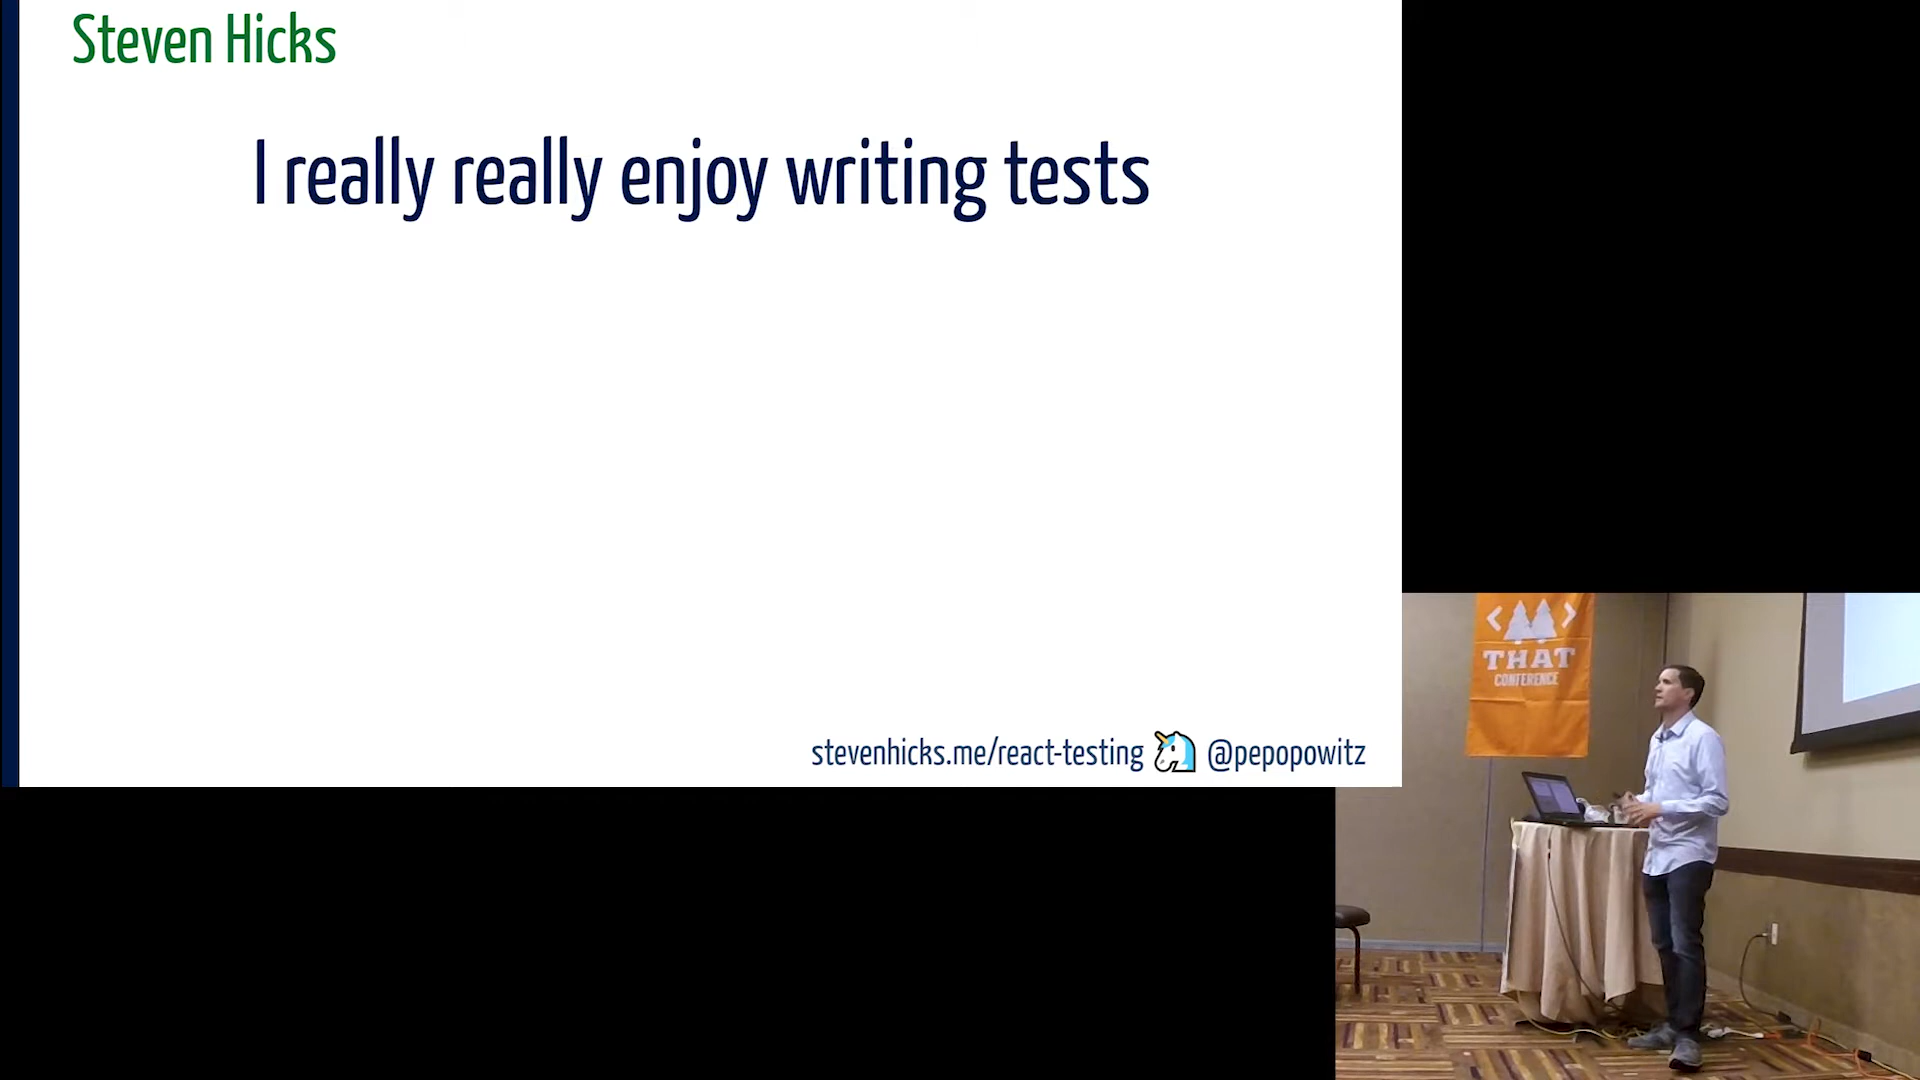 Steven Hicks
I really really enjoy writing tests
stevenhicks.me/react-testing @pepopowitz
THAT
CONFERENCE